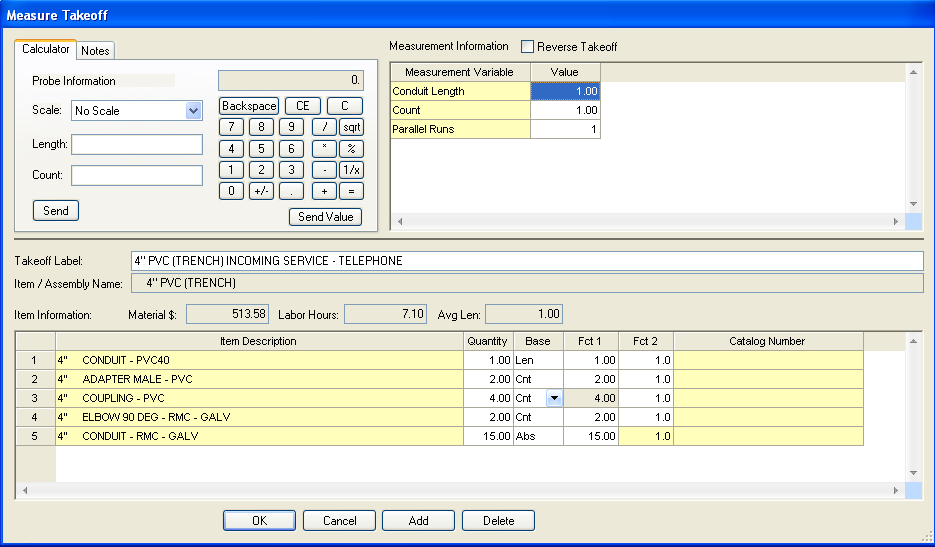 Measure Takeoff
Calculator Notes
Probe Information
0.
Scale: No Scale
Length:
Count:
Send
Backspace CE C
7 8 9 / sqrt
4 5 6 * %
1 2 3 - 1/x
0 +/- . + =
Send Value
Measurement Information Reverse Takeoff
Measurement Variable Value
Conduit Length 1.00
Count 1.00
Parallel Runs 1
Takeoff Label: 4" PVC (TRENCH) INCOMING SERVICE - TELEPHONE
Item / Assembly Name: 4" PVC (TRENCH)
Item Information: Material $: 513.58 Labor Hours: 7.10 Avg Len: 1.00
Item Description Quantity Base Fct 1 Fct 2 Catalog Number
1 4" CONDUIT - PVC40 1.00 Len 1.00 1.0
2 4" ADAPTER MALE - PVC 2.00 Cnt 2.00 1.0
3 4" COUPLING - PVC 4.00 Cnt 4.00 1.0
4 4" ELBOW 90 DEG - RMC - GALV 2.00 Cnt 2.00 1.0
5 4" CONDUIT - RMC - GALV 15.00 Abs 15.00 1.0
OK Cancel Add Delete